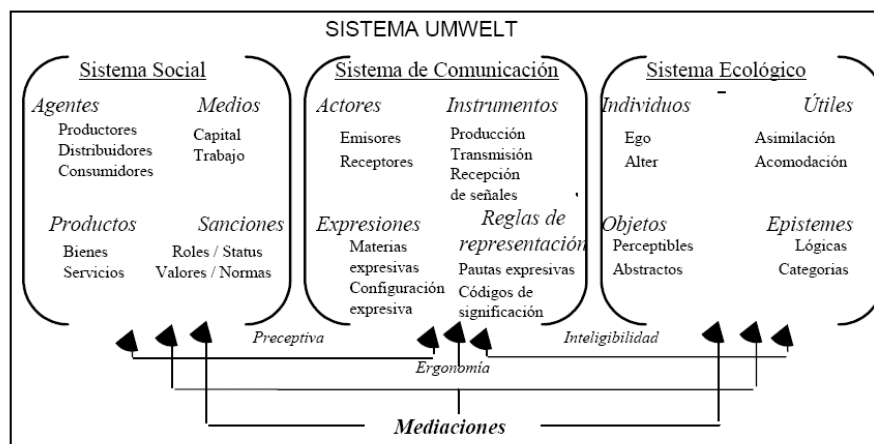 SISTEMA UMWELT
Sistema Social
Agentes
Productores
Distribuidores
Consumidores
Medios
Capital
Trabajo
Productos
Bienes
Servicios
Sanciones
Roles / Status
Valores / Normas
Sistema de Comunicación
Actores
Emisores
Receptores
Instrumentos
Producción
Transmisión
Recepción
de señales
Expresiones
Materias
expresivas
Configuración
expresiva
Reglas de
representación
Pautas expresivas
Códigos de
significación
Sistema Ecológico
Individuos
Ego
Alter
Útiles
Asimilación
Acomodación
Objetos
Perceptibles
Abstractos
Epistemes
Lógicas
Categorias
Preceptiva
Inteligibilidad
Ergonomía
Mediaciones